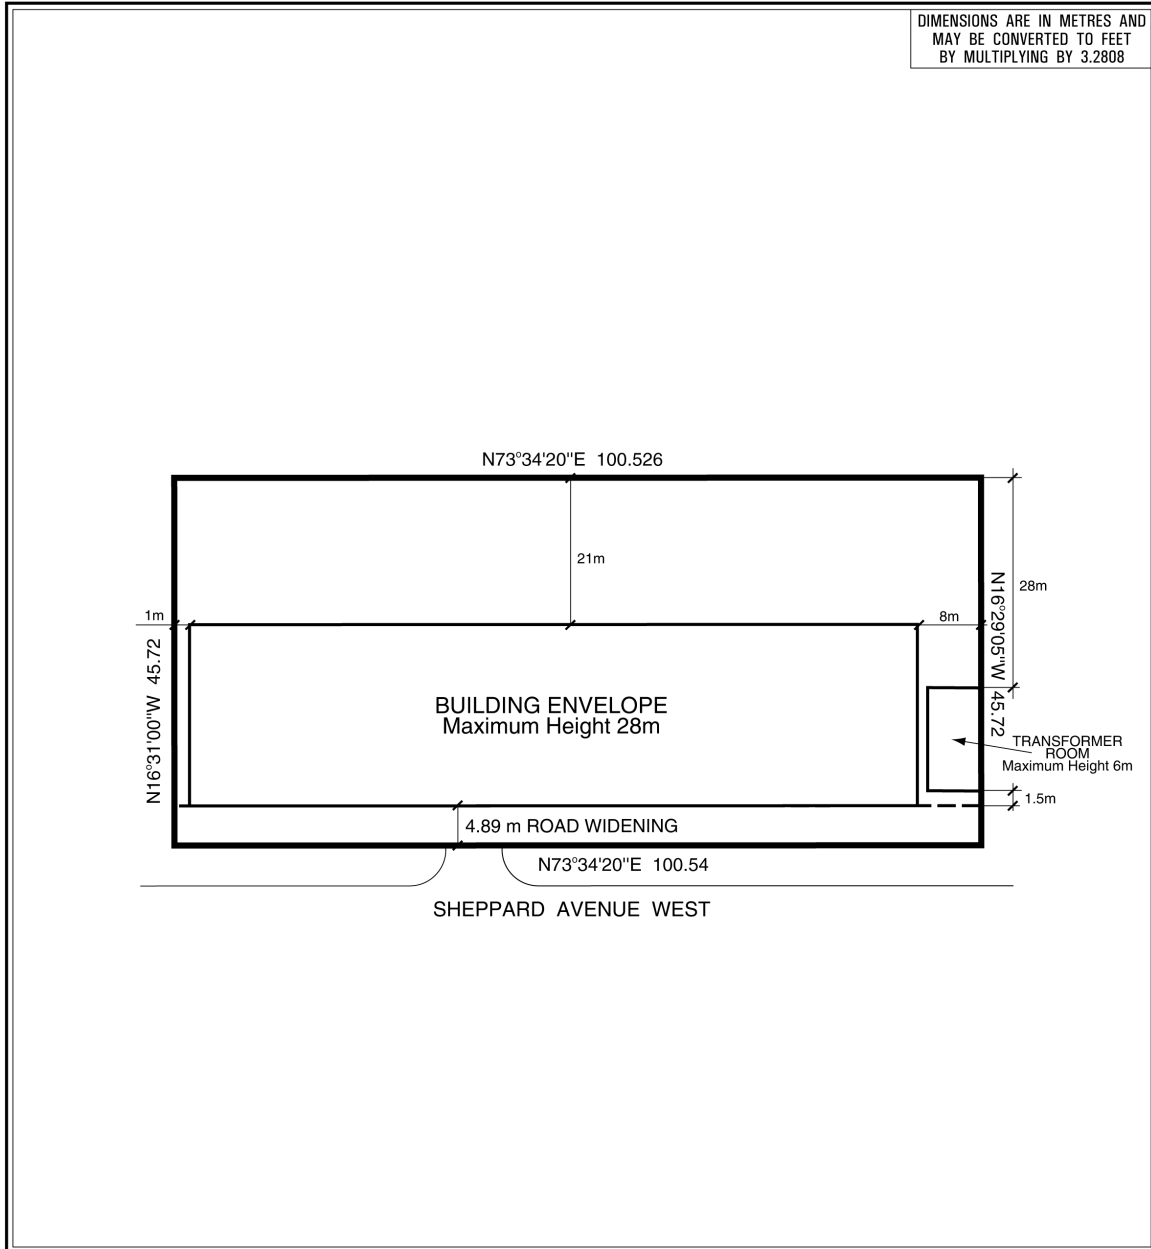 DIMENSIONS ARE IN METRES AND
MAY BE CONVERTED TO FEET
BY MULTIPLYING BY 3.2808
N73°34'20"E 100.526
21m
28m
1m
8m
N16°31'00"W 45.72
N16°29'05"W 45.72
BUILDING ENVELOPE
Maximum Height 28m
TRANSFORMER
ROOM
Maximum Height 6m
1.5m
4.89 m ROAD WIDENING
N73°34'20"E 100.54
SHEPPARD AVENUE WEST